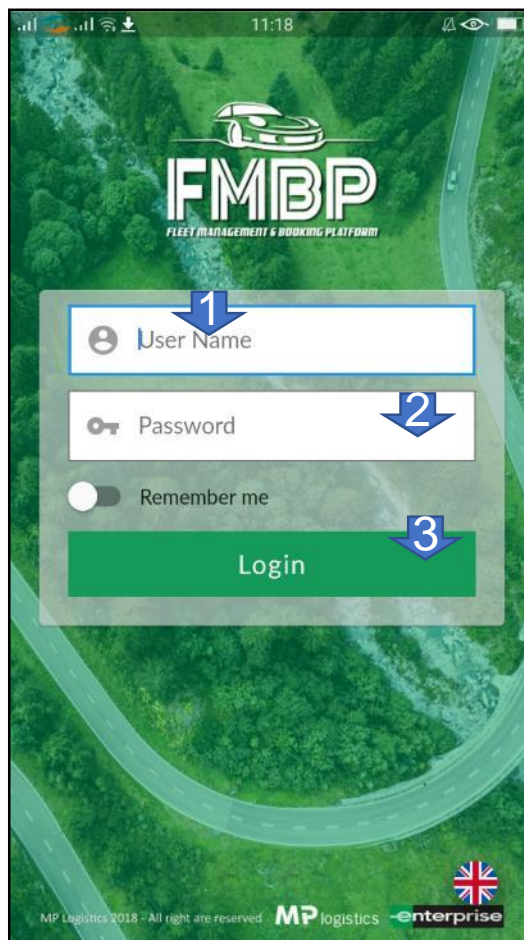 11:18
FMBP
FLEET MANAGEMENT & BOOKING PLATFORM
1
User Name
2
Password
Remember me
3
Login
MP Logistics 2018 - All right are reserved MP logistics enterprise